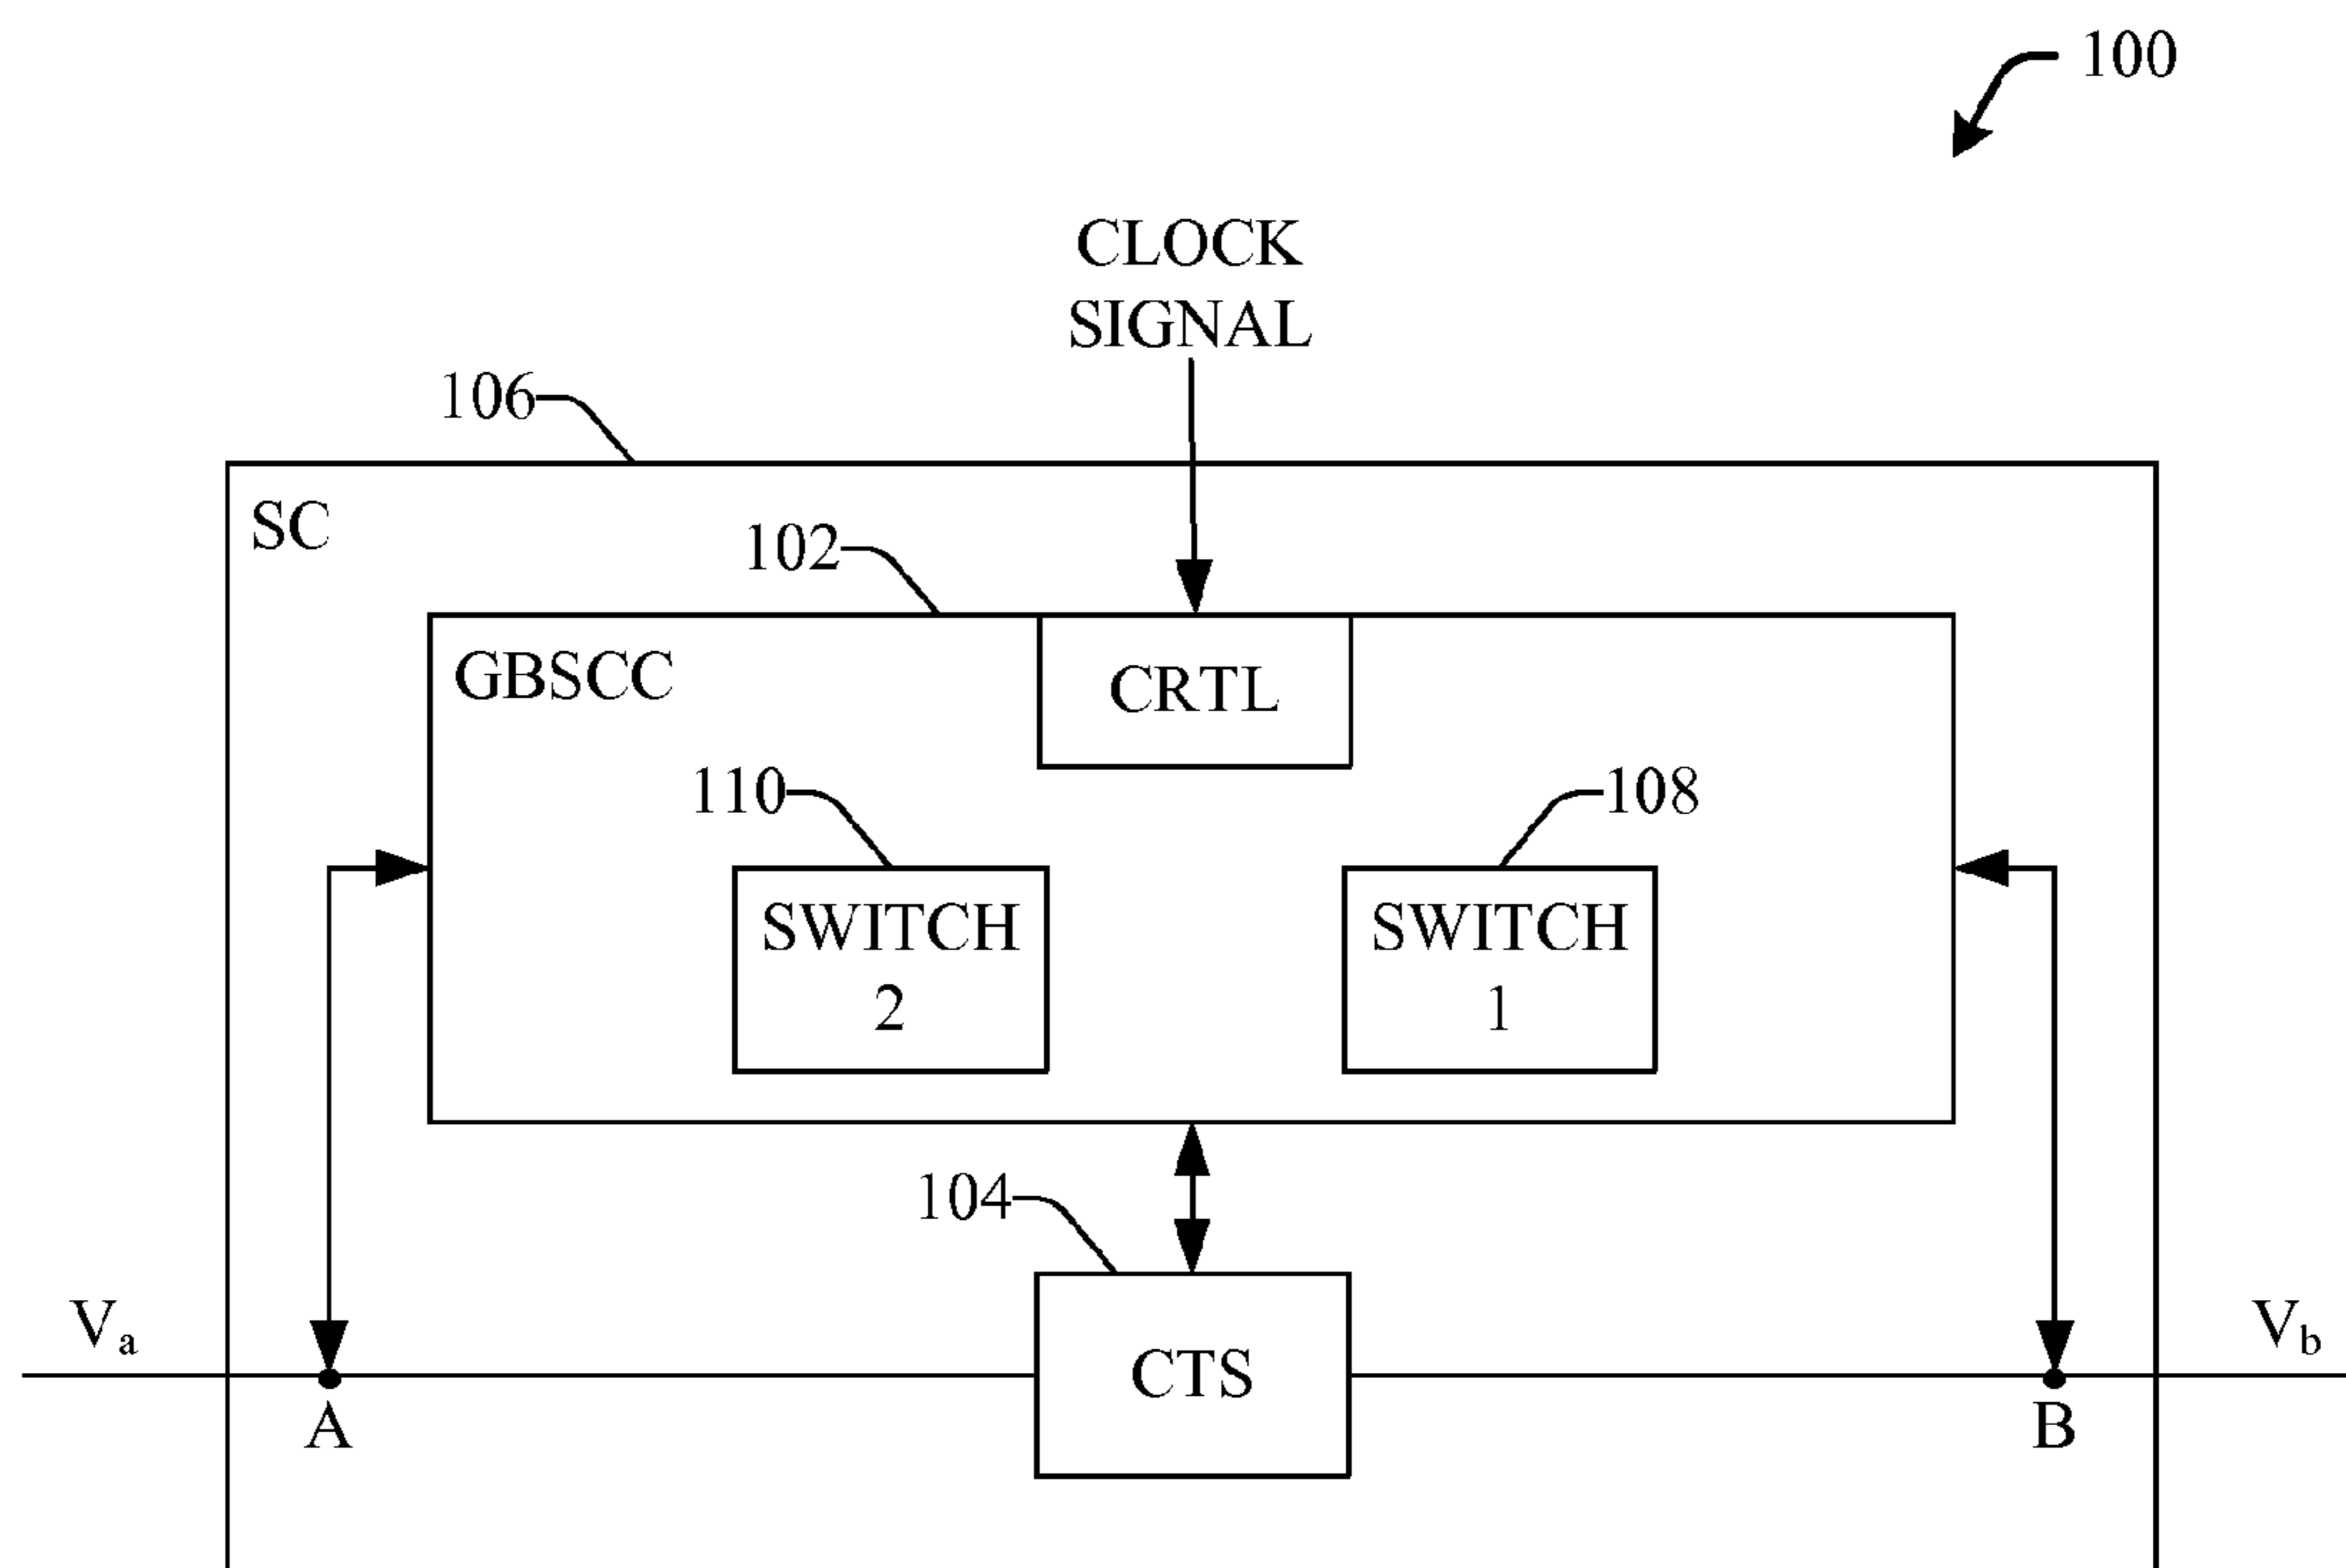 100
CLOCK
SIGNAL
106
SC
102
GBSCC
CRTL
110
108
SWITCH
2
SWITCH
1
104
Va
Vb
CTS
A
B